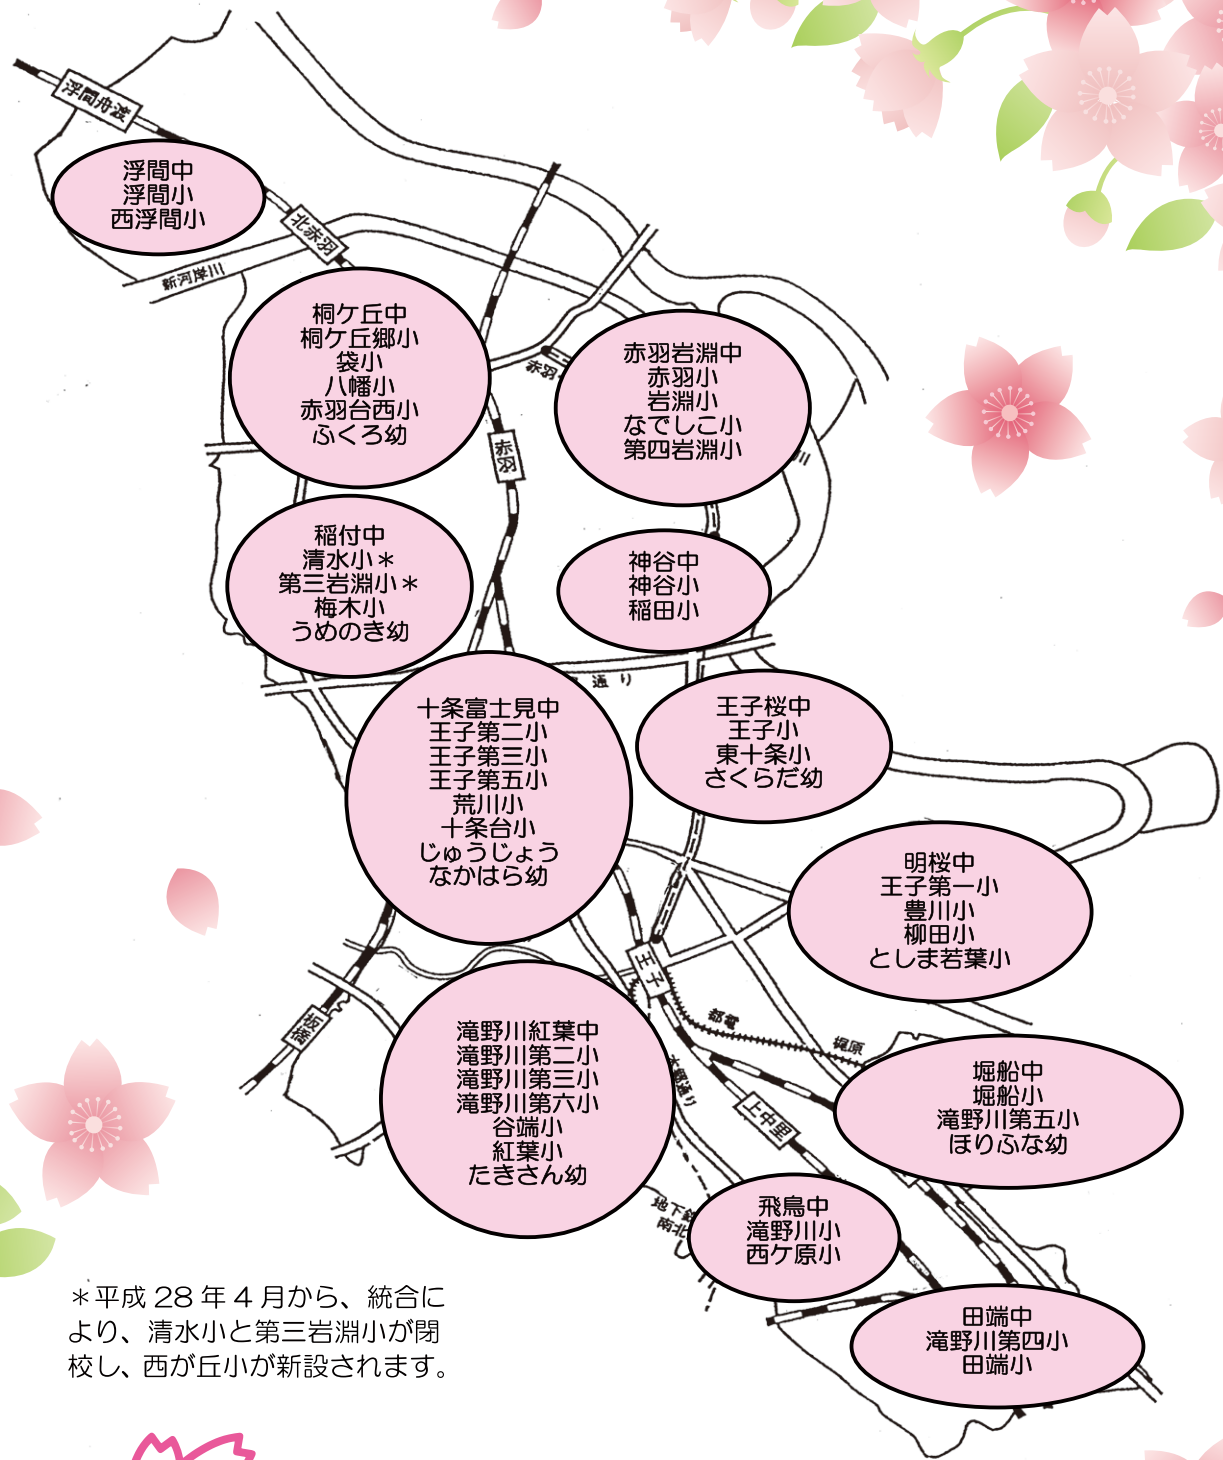 浮間舟渡
浮間中
浮間小
西浮間小
北赤羽
新河岸川
桐ケ丘中
桐ケ丘郷小
袋小
八幡小
赤羽台西小
ふくろ幼
赤羽
赤羽岩淵中
赤羽小
岩淵小
なでしこ小
第四岩淵小
川
赤羽
稲付中
清水小＊
第三岩淵小＊
梅木小
うめのき幼
神谷中
神谷小
稲田小
通り
十条富士見中
王子第二小
王子第三小
王子第五小
荒川小
十条台小
じゅうじょう
なかはら幼
王子桜中
王子小
東十条小
さくらだ幼
明桜中
王子第一小
豊川小
柳田小
としま若葉小
王子
板橋
都電
梶原
滝野川紅葉中
滝野川第二小
滝野川第三小
滝野川第六小
谷端小
紅葉小
たきさん幼
本郷通り
上中里
堀船中
堀船小
滝野川第五小
ほりふな幼
地下鉄
南北
飛鳥中
滝野川小
西ケ原小
田端中
滝野川第四小
田端小
＊平成 28 年 4 月から、統合に
より、清水小と第三岩淵小が閉
校し、西が丘小が新設されます。